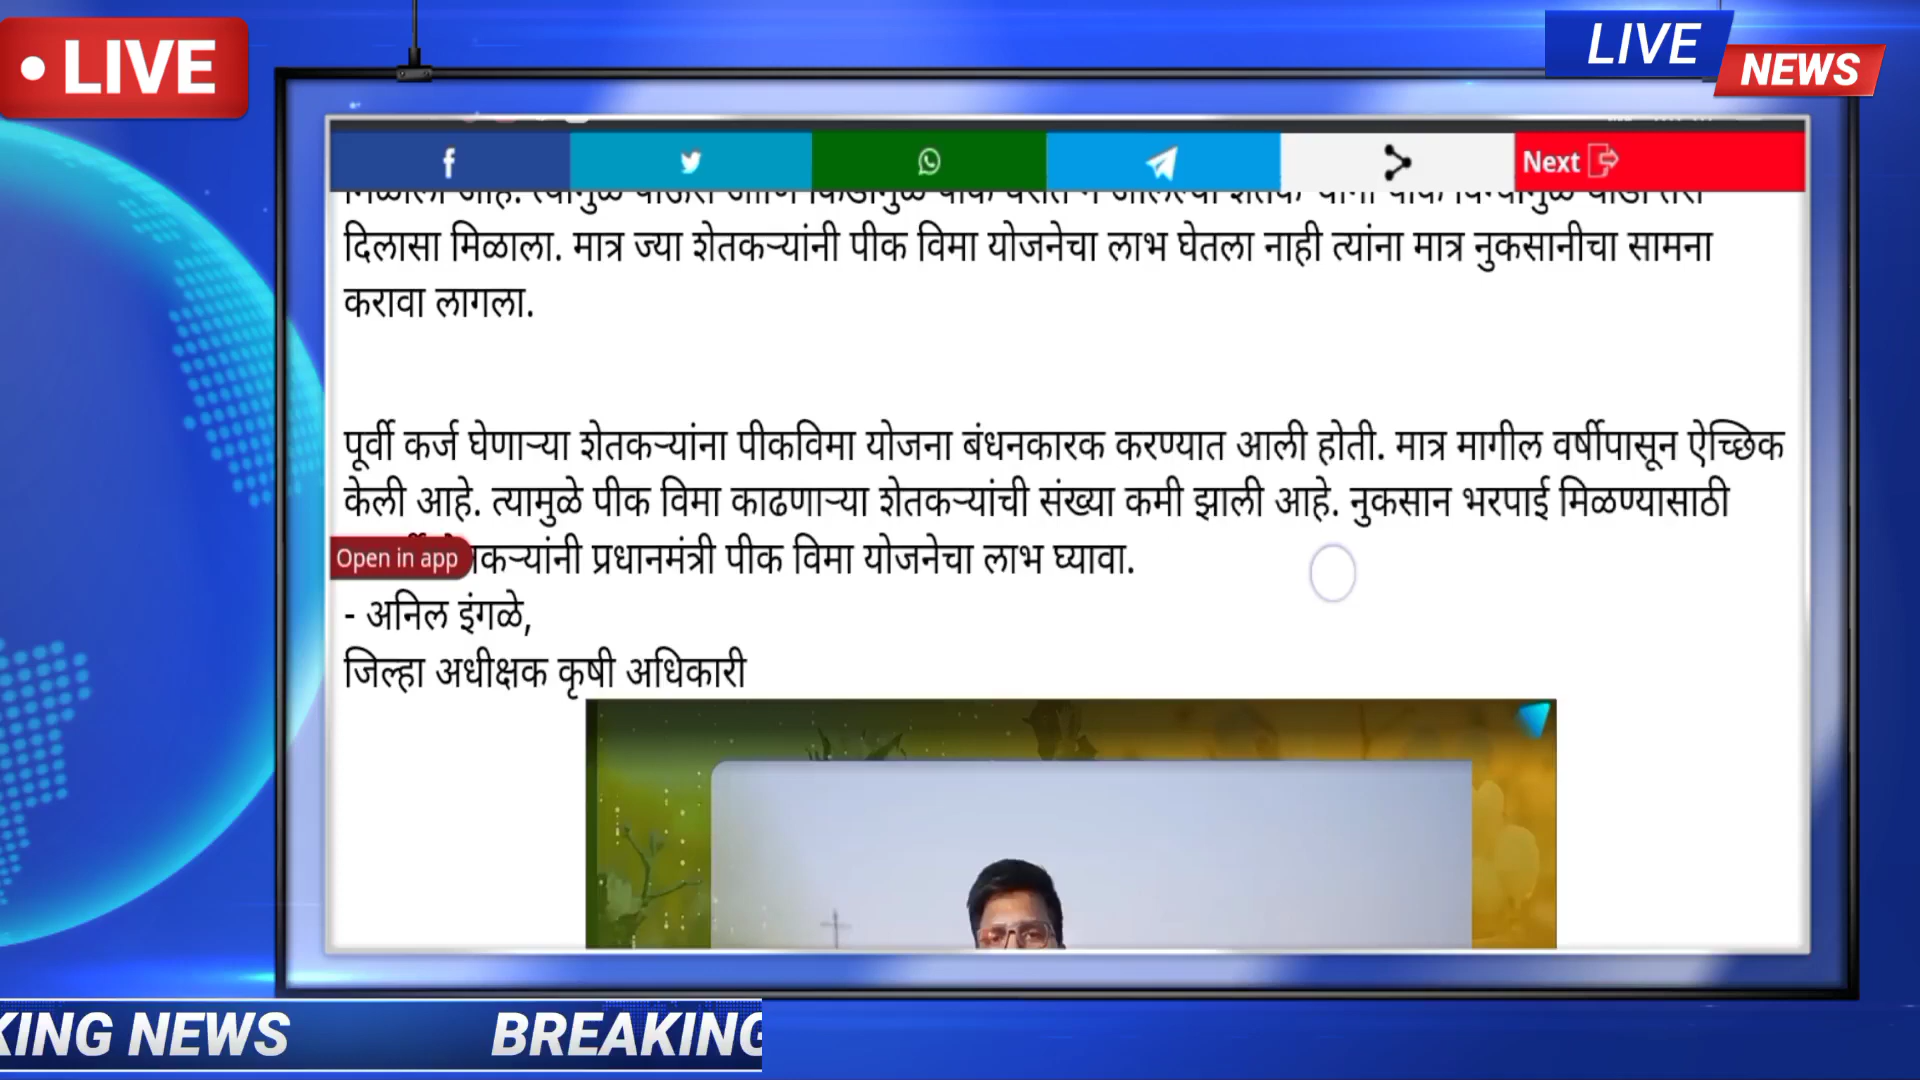 LIVE
LIVE
NEWS
Next
दिलासा मिळाला. मात्र ज्या शेतकऱ्यांनी पीक विमा योजनेचा लाभ घेतला नाही त्यांना मात्र नुकसानीचा सामना
करावा लागला.
पूर्वी कर्ज घेणाऱ्या शेतकऱ्यांना पीकविमा योजना बंधनकारक करण्यात आली होती. मात्र मागील वर्षीपासून ऐच्छिक
केली आहे. त्यामुळे पीक विमा काढणाऱ्या शेतकऱ्यांची संख्या कमी झाली आहे. नुकसान भरपाई मिळण्यासाठी
Open in app
प्रधानमंत्री पीक विमा योजनेचा लाभ घ्यावा.
- अनिल इंगळे,
जिल्हा अधीक्षक कृषी अधिकारी
KING NEWS BREAKING